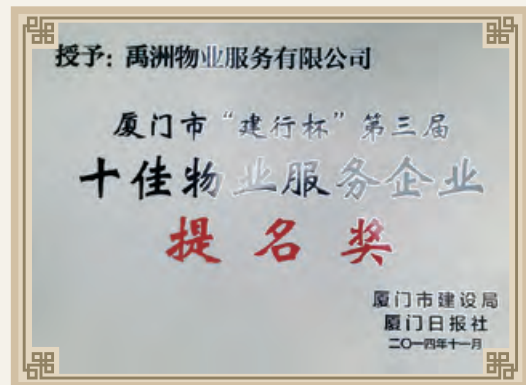 授予：禹洲物业服务有限公司
厦门市“建行杯”第三届
十佳物业服务企业
提名奖
厦门市建设局
厦门日报社
二〇一四年十一月